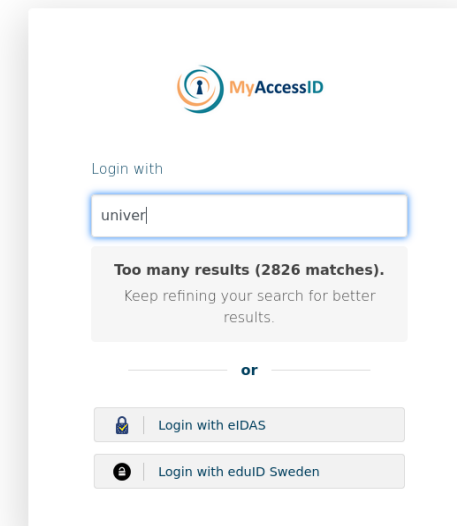 MyAccessID
Login with
univer
Too many results (2826 matches).
Keep refining your search for better
results.
or
Login with eIDAS
Login with eduID Sweden